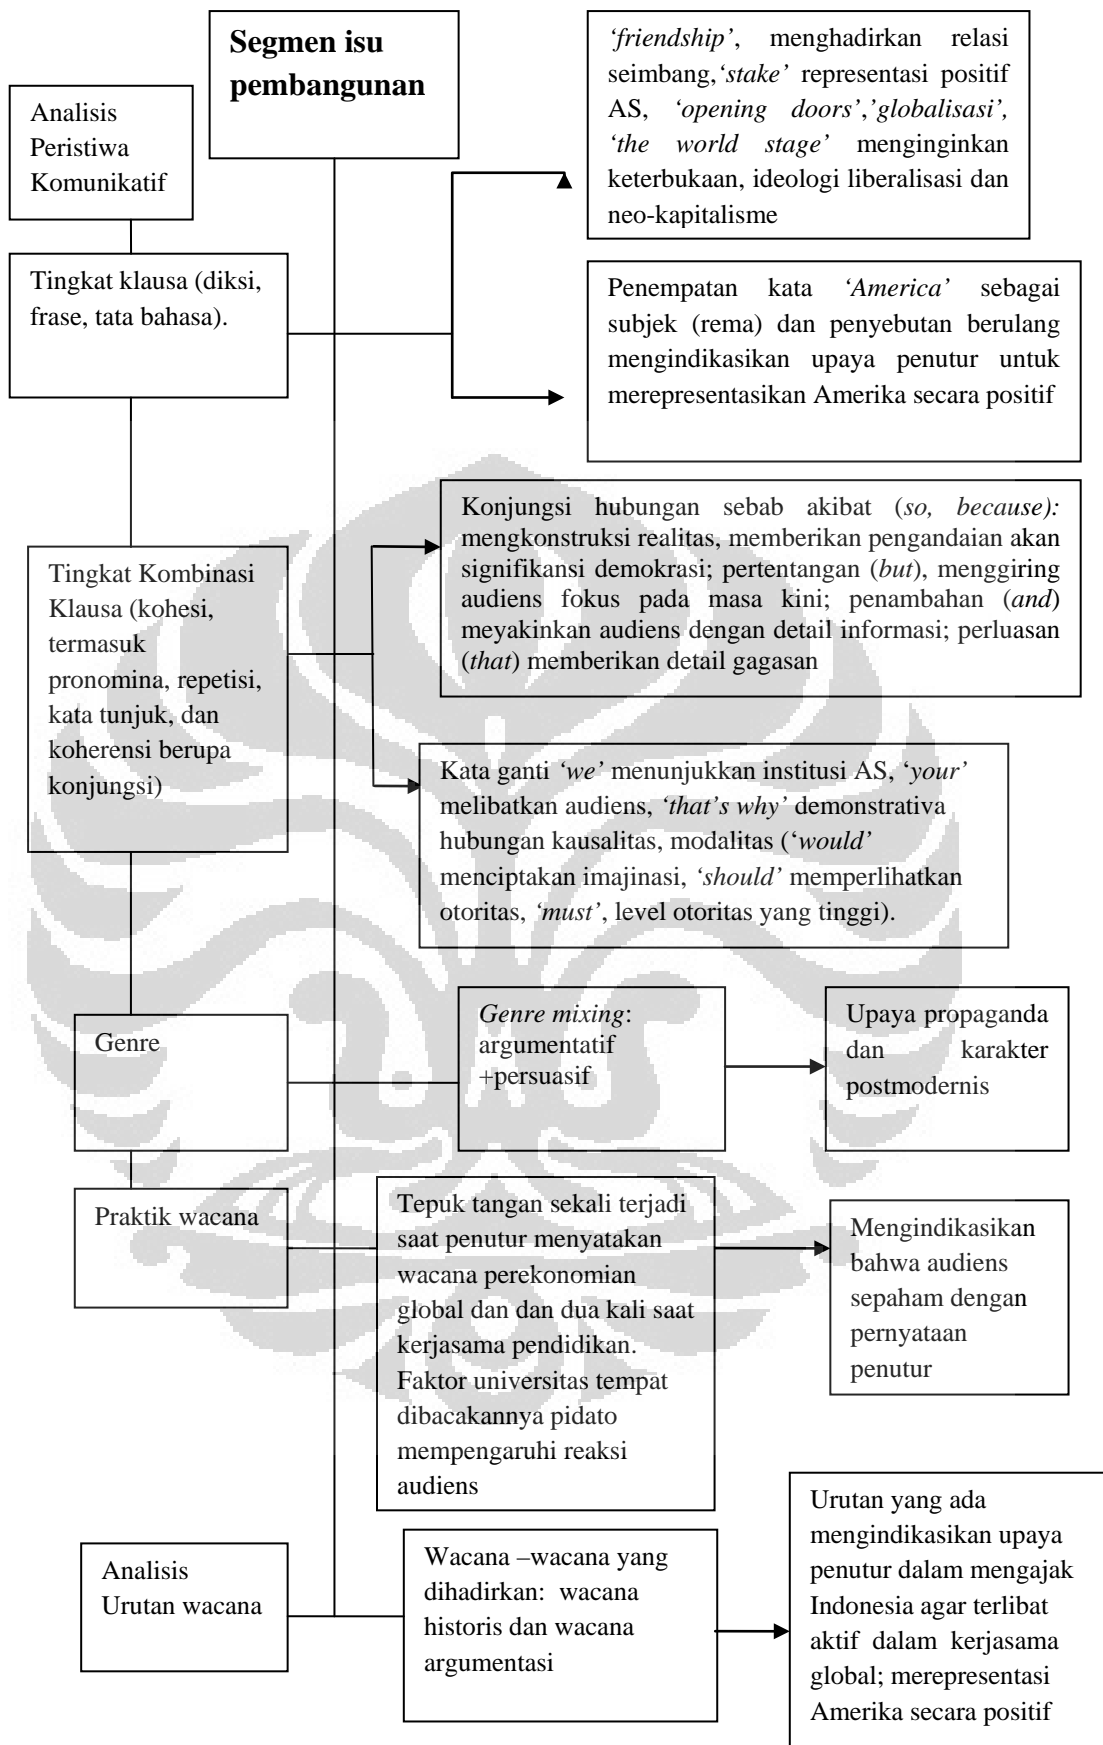 Segmen isu
pembangunan
‘friendship’, menghadirkan relasi
seimbang,‘stake’ representasi positif
AS, ‘opening doors’,’globalisasi’,
‘the world stage’ menginginkan
keterbukaan, ideologi liberalisasi dan
neo-kapitalisme
Analisis
Peristiwa
Komunikatif
Tingkat klausa (diksi,
frase, tata bahasa).
Penempatan kata ‘America’ sebagai
subjek (rema) dan penyebutan berulang
mengindikasikan upaya penutur untuk
merepresentasikan Amerika secara positif
Konjungsi hubungan sebab akibat (so, because):
mengkonstruksi realitas, memberikan pengandaian akan
signifikansi demokrasi; pertentangan (but), menggiring
audiens fokus pada masa kini; penambahan (and)
meyakinkan audiens dengan detail informasi; perluasan
(that) memberikan detail gagasan
Tingkat Kombinasi
Klausa (kohesi,
termasuk
pronomina, repetisi,
kata tunjuk, dan
koherensi berupa
konjungsi)
Kata ganti ‘we’ menunjukkan institusi AS, ‘your’
melibatkan audiens, ‘that’s why’ demonstrativa
hubungan kausalitas, modalitas (‘would’
menciptakan imajinasi, ‘should’ memperlihatkan
otoritas, ‘must’, level otoritas yang tinggi).
Genre
Genre mixing:
argumentatif
+persuasif
Upaya propaganda
dan karakter
postmodernis
Praktik wacana
Tepuk tangan sekali terjadi
saat penutur menyatakan
wacana perekonomian
global dan dan dua kali saat
kerjasama pendidikan.
Faktor universitas tempat
dibacakannya pidato
mempengaruhi reaksi
audiens
Mengindikasikan
bahwa audiens
sepaham dengan
pernyataan
penutur
Analisis
Urutan wacana
Wacana –wacana yang
dihadirkan: wacana
historis dan wacana
argumentasi
Urutan yang ada
mengindikasikan upaya
penutur dalam mengajak
Indonesia agar terlibat
aktif dalam kerjasama
global; merepresentasi
Amerika secara positif